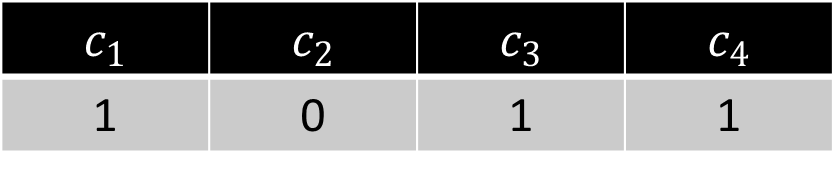 c₁ c₂ c₃ c₄
1 0 1 1